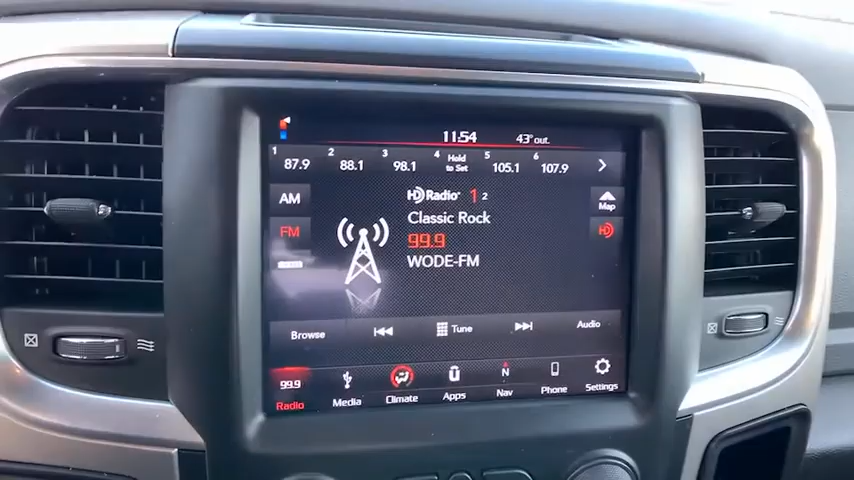 11:54 43° out.
1 2 3 4 5 6
87.9 88.1 98.1 Hold to Set 105.1 107.9
AM
HD Radio 1 2
Classic Rock
Map
FM
99.9
HD
WODE-FM
Browse Tune Audio
99.9 N
Radio Media Climate Apps Nav Phone Settings